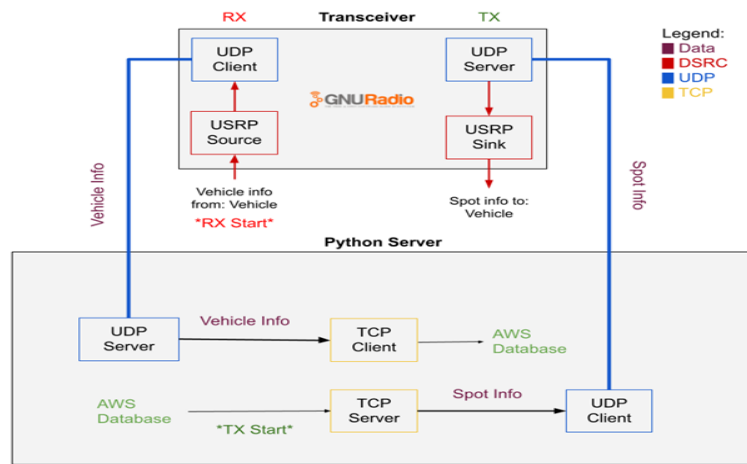 RX
Transceiver
TX
Legend:
Data
DSRC
UDP
TCP
UDP
Client
UDP
Server
GNURadio
USRP
Source
USRP
Sink
Vehicle info
from: Vehicle
*RX Start*
Spot info to:
Vehicle
Vehicle Info
Spot Info
Python Server
UDP
Server
Vehicle Info
TCP
Client
AWS
Database
AWS
Database
*TX Start*
TCP
Server
Spot Info
UDP
Client